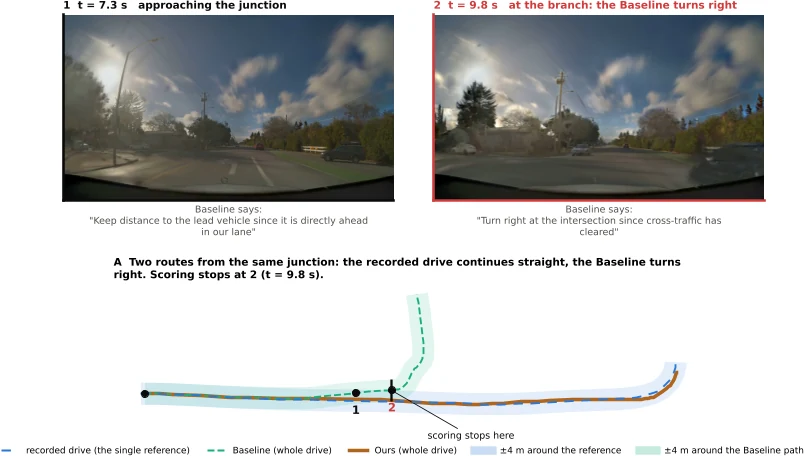 1 t = 7.3 s approaching the junction
2 t = 9.8 s at the branch: the Baseline turns right
Baseline says:
"Keep distance to the lead vehicle since it is directly ahead
in our lane"
Baseline says:
"Turn right at the intersection since cross-traffic has
cleared"
A Two routes from the same junction: the recorded drive continues straight, the Baseline turns
right. Scoring stops at 2 (t = 9.8 s).
1
2
scoring stops here
recorded drive (the single reference)
Baseline (whole drive)
Ours (whole drive)
±4 m around the reference
±4 m around the Baseline path